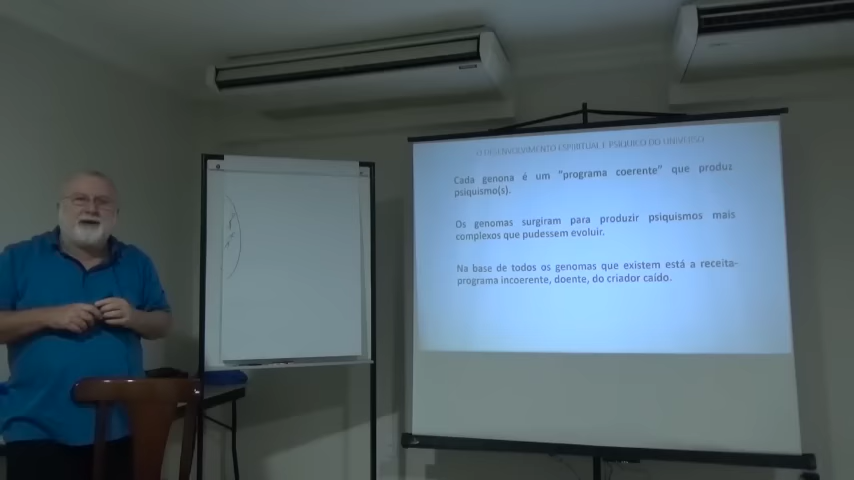 O DESENVOLVIMENTO ESPIRITUAL E PSÍQUICO DO UNIVERSO
Cada genona é um "programa coerente" que produz
psiquismo(s).
Os genomas surgiram para produzir psiquismos mais
complexos que pudessem evoluir.
Na base de todos os genomas que existem está a receita-
programa incoerente, doente, do criador caído.